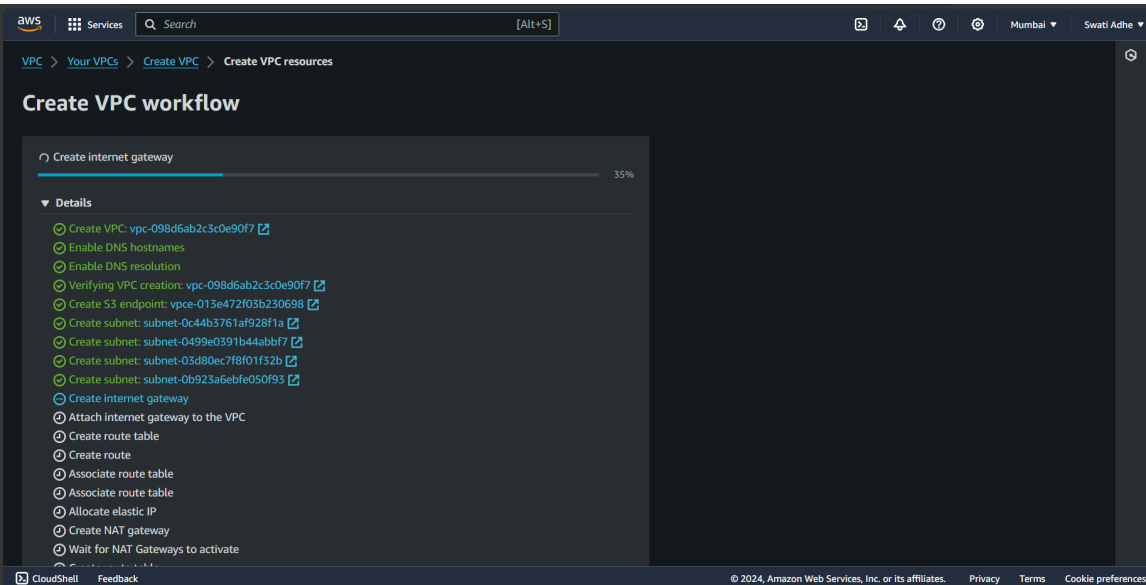 aws Services Search [Alt+S] Mumbai Swati Adhe
VPC > Your VPCs > Create VPC > Create VPC resources
Create VPC workflow
Create internet gateway
35%
Details
Create VPC: vpc-098d6ab2c3c0e90f7
Enable DNS hostnames
Enable DNS resolution
Verifying VPC creation: vpc-098d6ab2c3c0e90f7
Create S3 endpoint: vpce-013e472f03b230698
Create subnet: subnet-0c44b3761af928f1a
Create subnet: subnet-0499e0391b44abbf7
Create subnet: subnet-03d80ec7f8f01f32b
Create subnet: subnet-0b923a6ebfe050f93
Create internet gateway
Attach internet gateway to the VPC
Create route table
Create route
Associate route table
Associate route table
Allocate elastic IP
Create NAT gateway
Wait for NAT Gateways to activate
CloudShell Feedback © 2024, Amazon Web Services, Inc. or its affiliates. Privacy Terms Cookie preferences